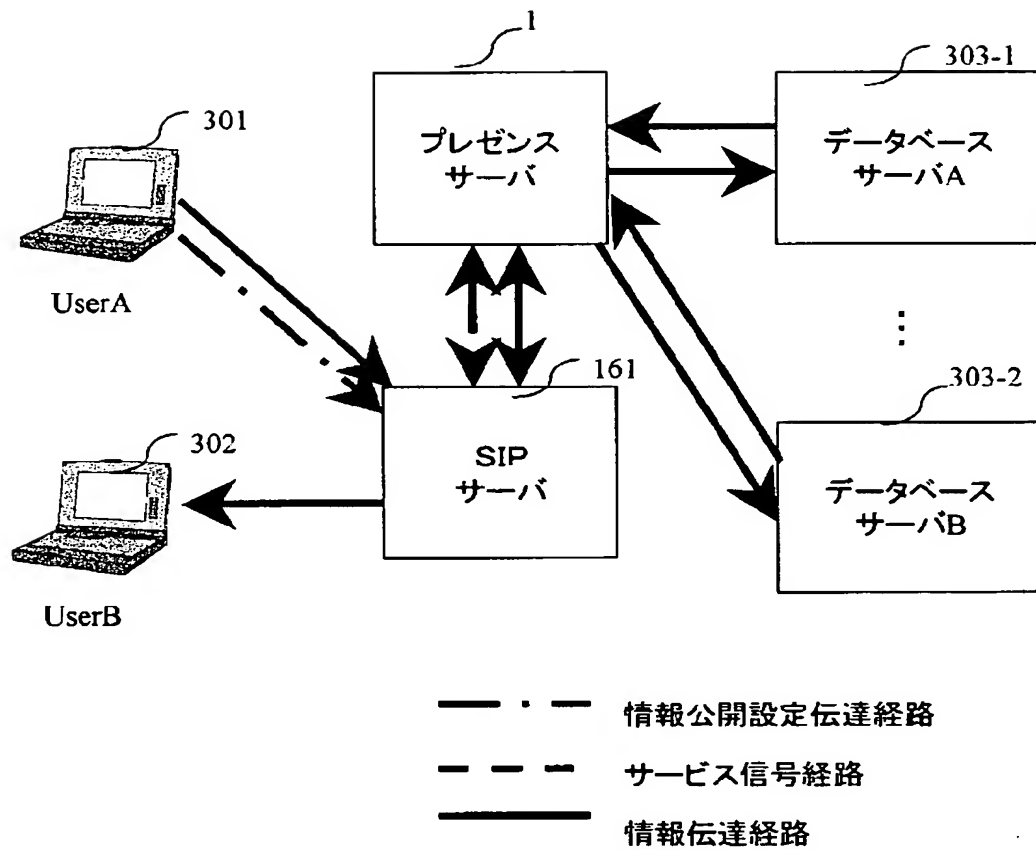 1
303-1
301
プレゼンス
サーバ
データベース
サーバA
UserA
161
303-2
302
SIP
サーバ
データベース
サーバB
UserB
情報公開設定伝達経路
サービス信号経路
情報伝達経路